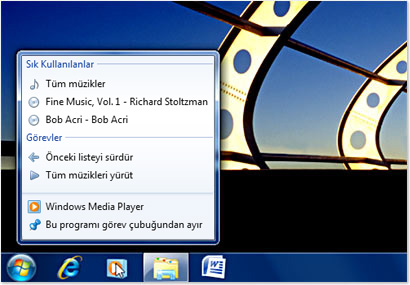 Sık Kullanılanlar
Tüm müzikler
Fine Music, Vol. 1 - Richard Stoltzman
Bob Acri - Bob Acri
Görevler
Önceki listeyi sürdür
Tüm müzikleri yürüt
Windows Media Player
Bu programı görev çubuğundan ayır